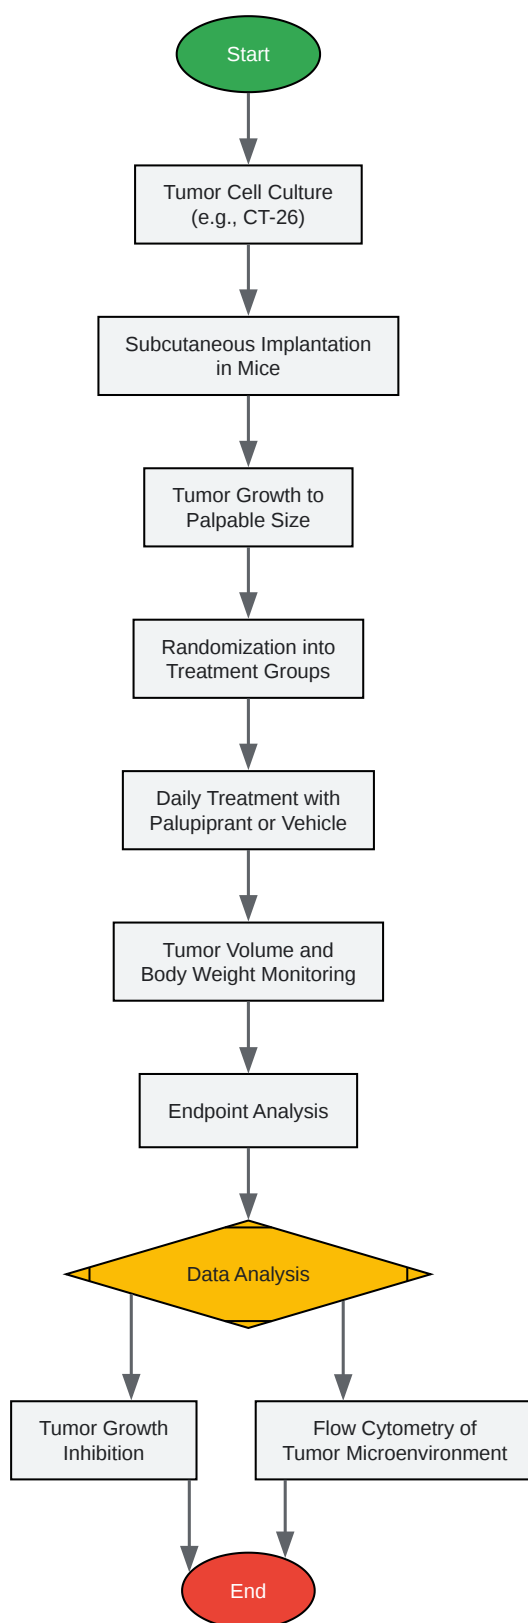 Start
Tumor Cell Culture
(e.g., CT-26)
Subcutaneous Implantation
in Mice
Tumor Growth to
Palpable Size
Randomization into
Treatment Groups
Daily Treatment with
Palupiprant or Vehicle
Tumor Volume and
Body Weight Monitoring
Endpoint Analysis
Data Analysis
Tumor Growth
Inhibition
Flow Cytometry of
Tumor Microenvironment
End